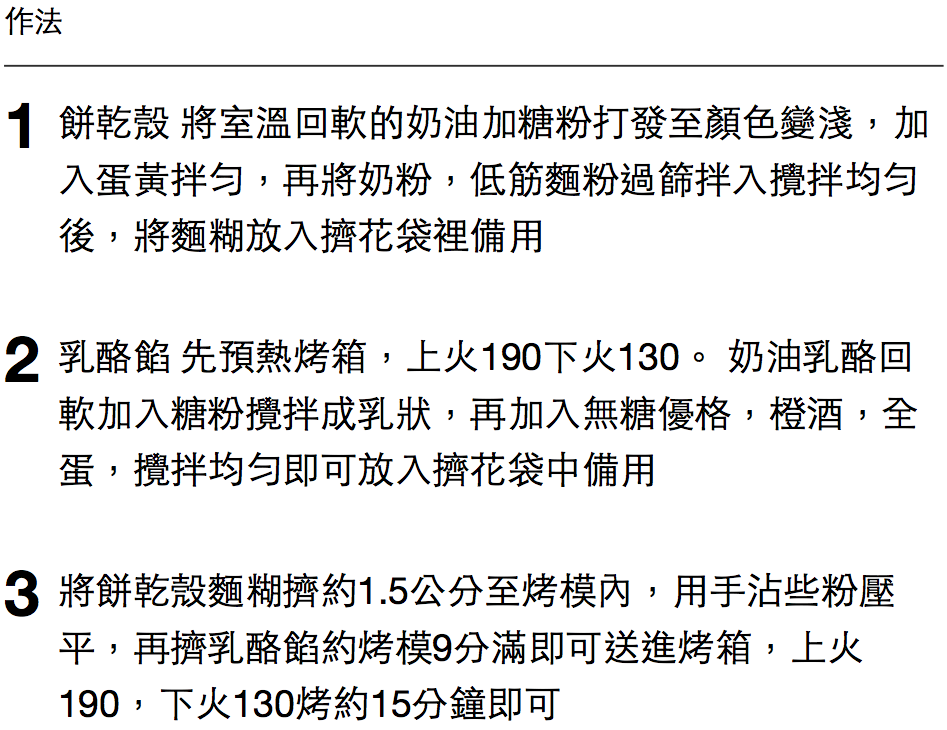 作法
1 餅乾殼 將室溫回軟的奶油加糖粉打發至顏色變淺，加
入蛋黃拌勻，再將奶粉，低筋麵粉過篩拌入攪拌均勻
後，將麵糊放入擠花袋裡備用
2 乳酪餡 先預熱烤箱，上火190下火130。 奶油乳酪回
軟加入糖粉攪拌成乳狀，再加入無糖優格，橙酒，全
蛋，攪拌均勻即可放入擠花袋中備用
3 將餅乾殼麵糊擠約1.5公分至烤模內，用手沾些粉壓
平，再擠乳酪餡約烤模9分滿即可送進烤箱，上火
190，下火130烤約15分鐘即可